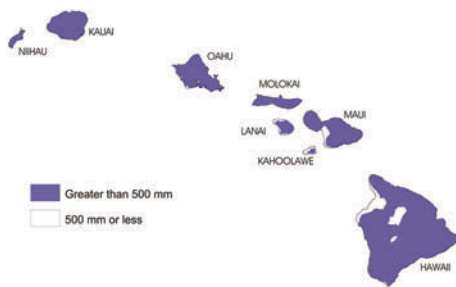 KAUAI
NIIHAU
OAHU
MOLOKAI
MAUI
LANAI
KAHOOLAWE
Greater than 500 mm
500 mm or less
HAWAII